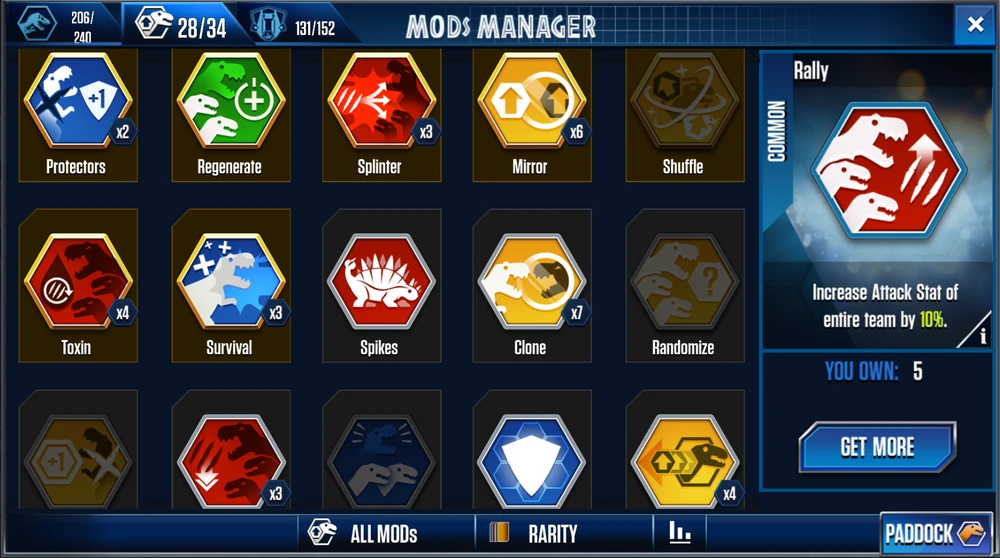 206/
240
28/34
131/152
MODS MANAGER
+1
x2
Protectors
Regenerate
x3
Splinter
x6
Mirror
Shuffle
x4
Toxin
x3
Survival
Spikes
x7
Clone
?
Randomize
+1
x3
x4
COMMON
Rally
Increase Attack Stat of
entire team by 10%.
i
YOU OWN: 5
GET MORE
ALL MODs
RARITY
PADDOCK